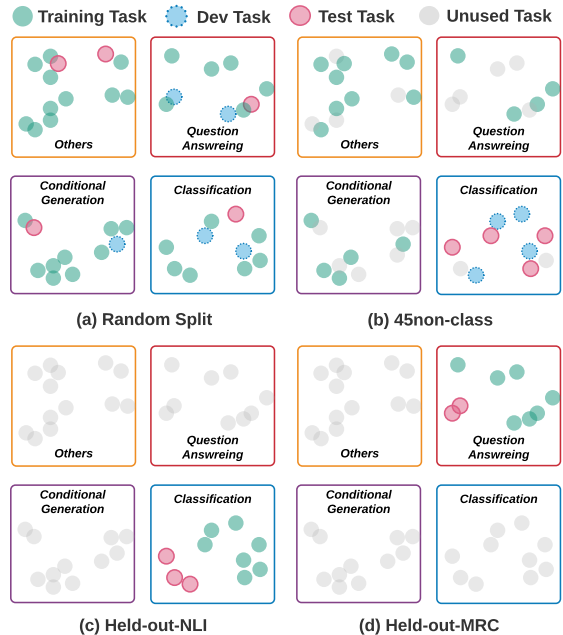 Training Task Dev Task Test Task Unused Task
Others
Question
Answreing
Others
Question
Answreing
Conditional
Generation
Classification
Conditional
Generation
Classification
(a) Random Split
(b) 45non-class
Others
Question
Answreing
Others
Question
Answreing
Conditional
Generation
Classification
Conditional
Generation
Classification
(c) Held-out-NLI
(d) Held-out-MRC